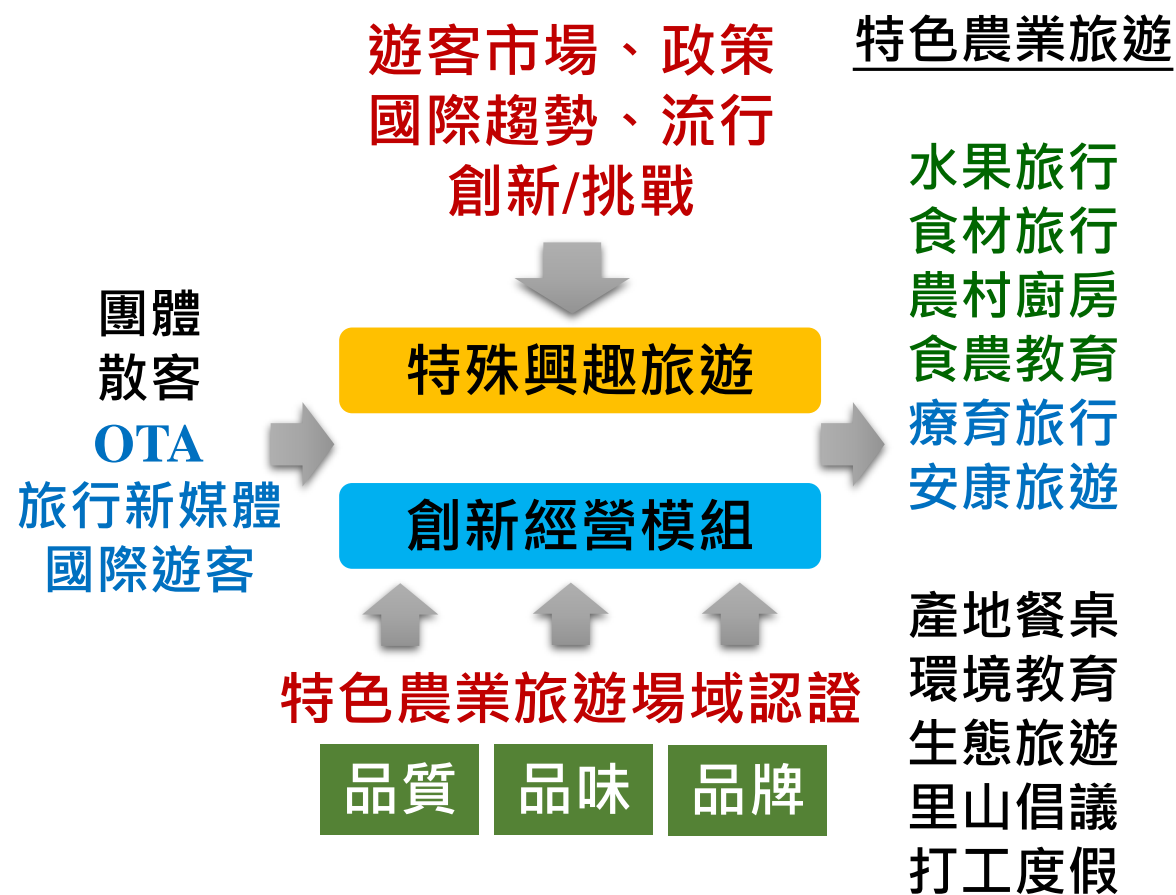 遊客市場、政策
國際趨勢、流行
創新/挑戰
特色農業旅遊
團體
散客
OTA
旅行新媒體
國際遊客
特殊興趣旅遊
創新經營模組
特色農業旅遊場域認證
品質 品味 品牌
水果旅行
食材旅行
農村廚房
食農教育
療育旅行
安康旅遊
產地餐桌
環境教育
生態旅遊
里山倡議
打工度假